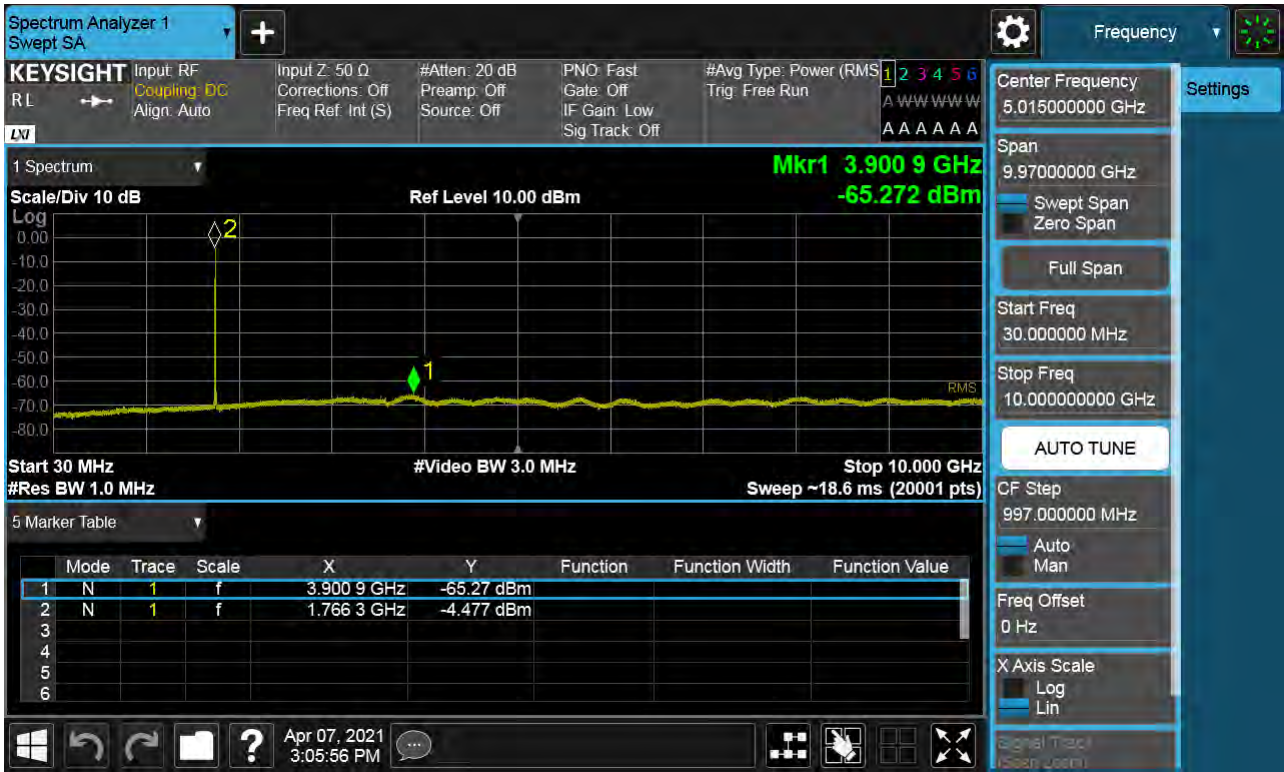 Spectrum Analyzer 1
Swept SA
+
Frequency
KEYSIGHT
RL
LXI
Input: RF
Coupling: DC
Align: Auto
Input Z: 50 Ω
Corrections: Off
Freq Ref: Int (S)
#Atten: 20 dB
Preamp: Off
Source: Off
PNO: Fast
Gate: Off
IF Gain: Low
Sig Track: Off
#Avg Type: Power (RMS
Trig: Free Run
1 2 3 4 5 6
A W W W W W
A A A A A A
1 Spectrum
Scale/Div 10 dB
Ref Level 10.00 dBm
Mkr1 3.900 9 GHz
-65.272 dBm
Log
0.00
-10.0
-20.0
-30.0
-40.0
-50.0
-60.0
-70.0
-80.0
2
1
RMS
Start 30 MHz
#Video BW 3.0 MHz
Stop 10.000 GHz
#Res BW 1.0 MHz
Sweep ~18.6 ms (20001 pts)
5 Marker Table
Mode Trace Scale X Y Function Function Width Function Value
1 N 1 f 3.900 9 GHz -65.27 dBm
2 N 1 f 1.766 3 GHz -4.477 dBm
3
4
5
6
?
Apr 07, 2021
3:05:56 PM
Center Frequency
5.015000000 GHz
Settings
Span
9.97000000 GHz
Swept Span
Zero Span
Full Span
Start Freq
30.000000 MHz
Stop Freq
10.000000000 GHz
AUTO TUNE
CF Step
997.000000 MHz
Auto
Man
Freq Offset
0 Hz
X Axis Scale
Log
Lin
Signal Track
(Span Zoom)